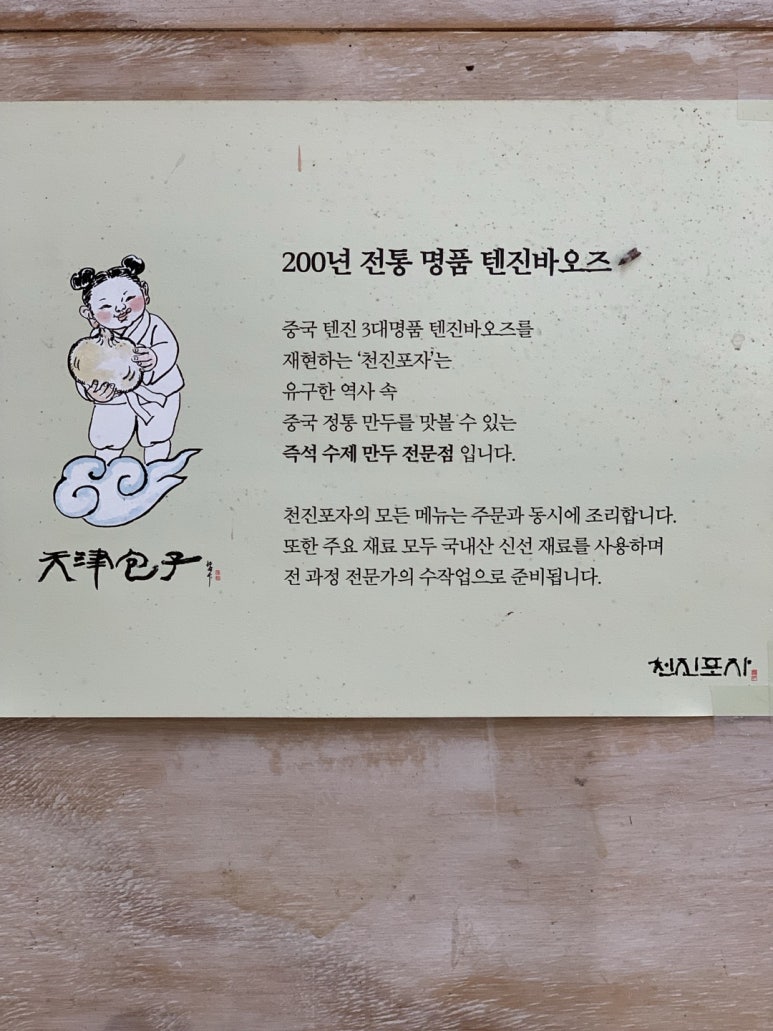 200년 전통 명품 텐진바오즈
중국 텐진 3대명품 텐진바오즈를
재현하는 ‘천진포자’는
유구한 역사 속
중국 정통 만두를 맛볼 수 있는
즉석 수제 만두 전문점 입니다.
천진포자의 모든 메뉴는 주문과 동시에 조리합니다.
또한 주요 재료 모두 국내산 신선 재료를 사용하며
전 과정 전문가의 수작업으로 준비됩니다.
天津包子
천진포자